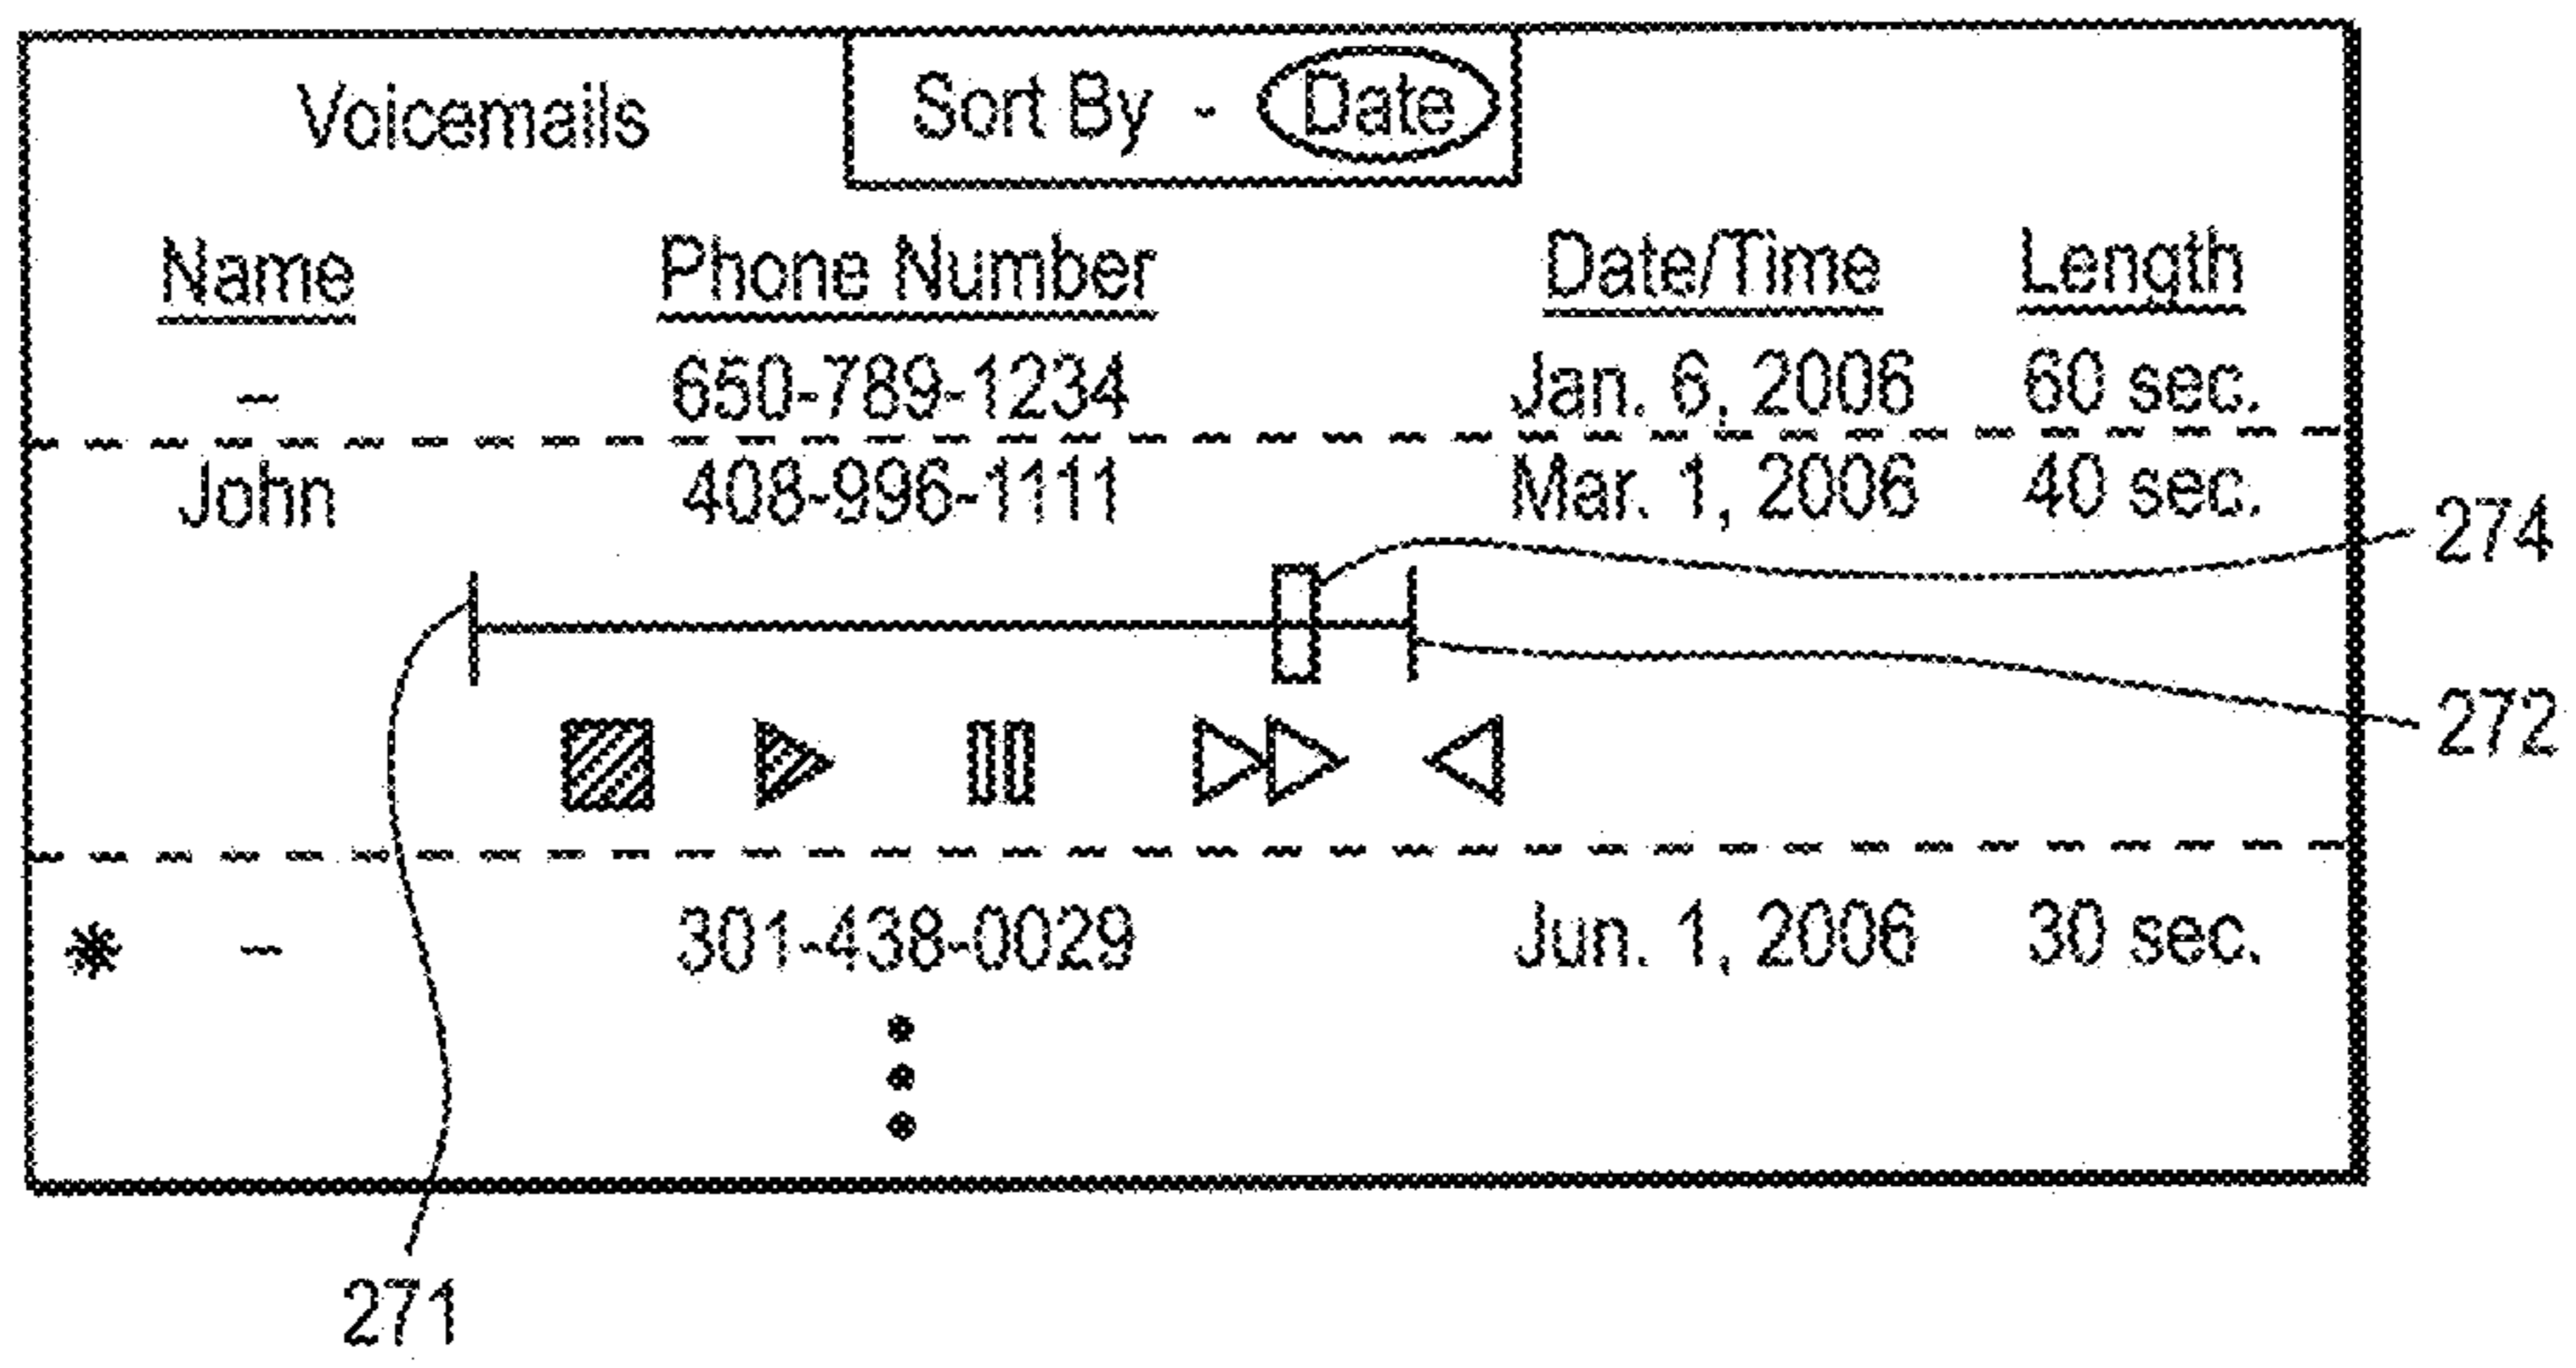 Voicemails Sort By - Date
Name Phone Number Date/Time Length
- 650-789-1234 Jan. 6, 2006 60 sec.
John 408-996-1111 Mar. 1, 2006 40 sec.
274
272
* - 301-438-0029 Jun. 1, 2006 30 sec.
271